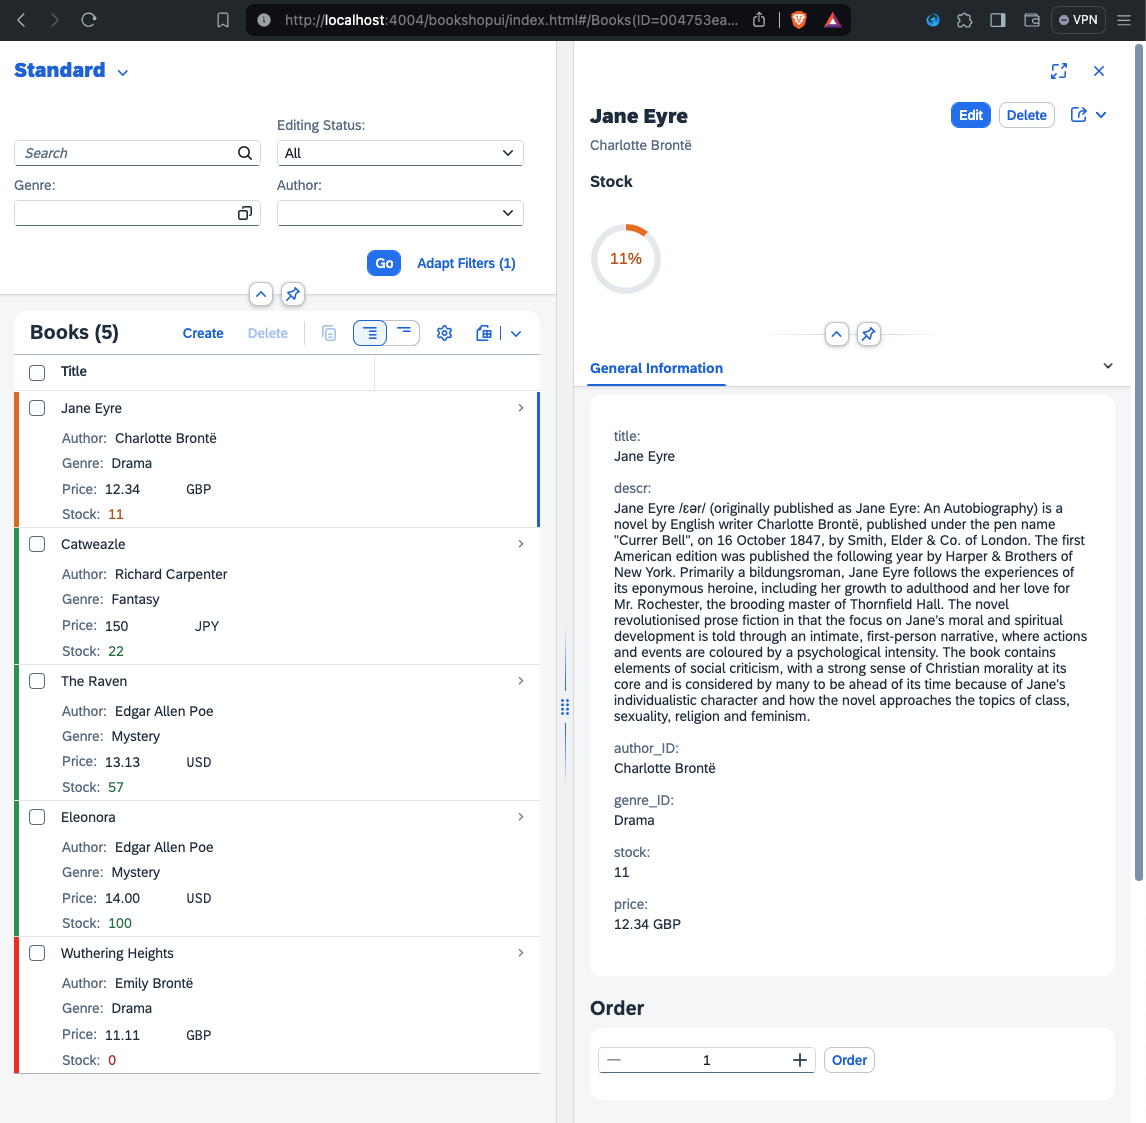 http://localhost:4004/bookshopui/index.html#/Books(ID=004753ea...
VPN
Standard
Editing Status:
Search
All
Genre:
Author:
Go
Adapt Filters (1)
Books (5)
Create
Delete
Title
Jane Eyre
Author: Charlotte Brontë
Genre: Drama
Price: 12.34 GBP
Stock: 11
Catweazle
Author: Richard Carpenter
Genre: Fantasy
Price: 150 JPY
Stock: 22
The Raven
Author: Edgar Allen Poe
Genre: Mystery
Price: 13.13 USD
Stock: 57
Eleonora
Author: Edgar Allen Poe
Genre: Mystery
Price: 14.00 USD
Stock: 100
Wuthering Heights
Author: Emily Brontë
Genre: Drama
Price: 11.11 GBP
Stock: 0
Jane Eyre
Edit
Delete
Charlotte Brontë
Stock
11%
General Information
title:
Jane Eyre
descr:
Jane Eyre /ɛər/ (originally published as Jane Eyre: An Autobiography) is a
novel by English writer Charlotte Brontë, published under the pen name
"Currer Bell", on 16 October 1847, by Smith, Elder & Co. of London. The first
American edition was published the following year by Harper & Brothers of
New York. Primarily a bildungsroman, Jane Eyre follows the experiences of
its eponymous heroine, including her growth to adulthood and her love for
Mr. Rochester, the brooding master of Thornfield Hall. The novel
revolutionised prose fiction in that the focus on Jane's moral and spiritual
development is told through an intimate, first-person narrative, where actions
and events are coloured by a psychological intensity. The book contains
elements of social criticism, with a strong sense of Christian morality at its
core and is considered by many to be ahead of its time because of Jane's
individualistic character and how the novel approaches the topics of class,
sexuality, religion and feminism.
author_ID:
Charlotte Brontë
genre_ID:
Drama
stock:
11
price:
12.34 GBP
Order
1
Order